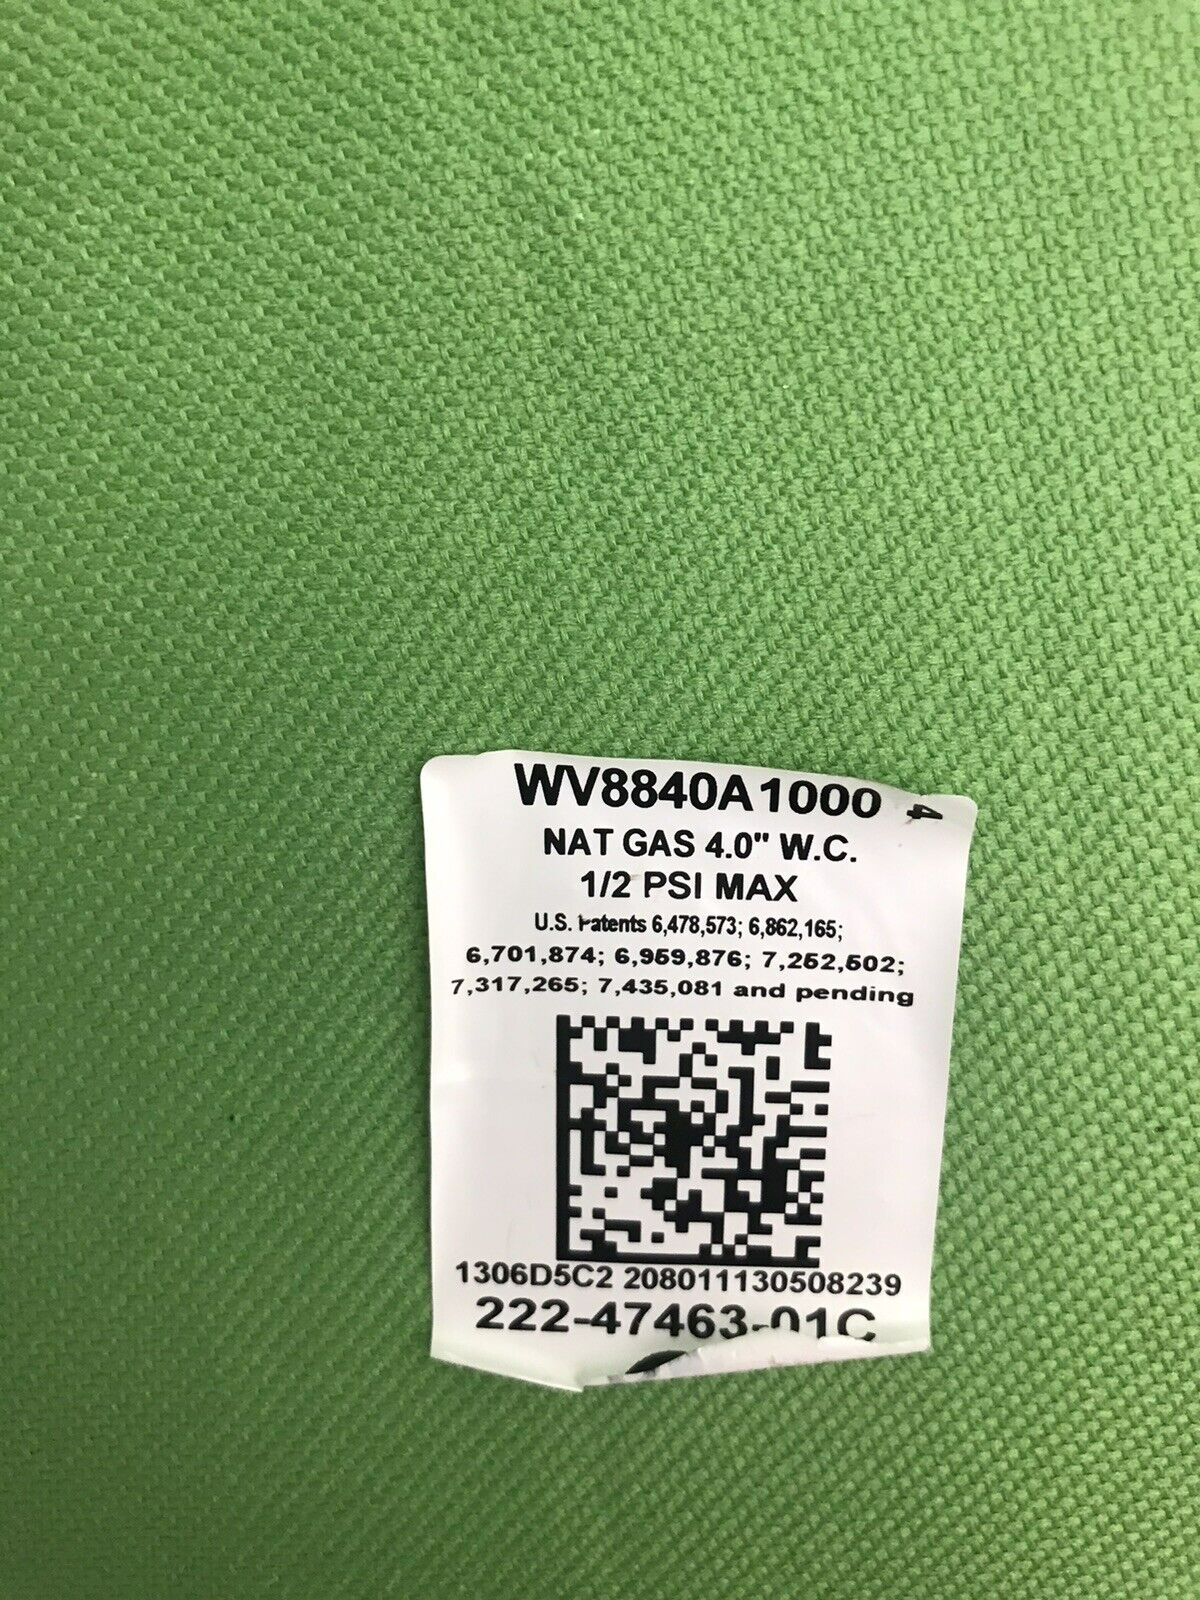 WV8840A1000 4
NAT GAS 4.0" W.C.
1/2 PSI MAX
U.S. Patents 6,478,573; 6,862,165;
6,701,874; 6,959,876; 7,252,502;
7,317,265; 7,435,081 and pending
1306D5C2 208011130508239
222-47463-01C